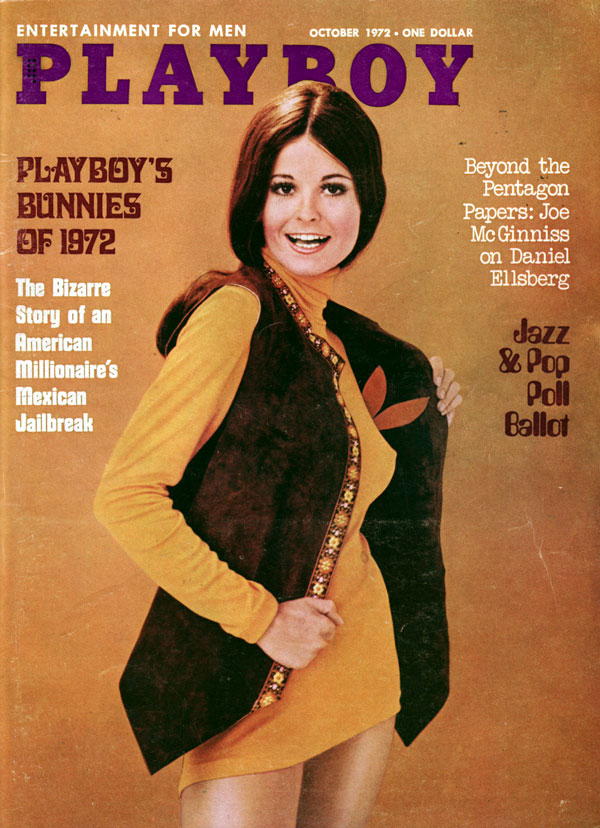 ENTERTAINMENT FOR MEN
OCTOBER 1972 • ONE DOLLAR
PLAYBOY
PLAYBOY'S
BUNNIES
OF 1972
The Bizarre
Story of an
American
Millionaire's
Mexican
Jailbreak
Beyond the
Pentagon
Papers: Joe
McGinniss
on Daniel
Ellsberg
Jazz
& Pop
Poll
Ballot